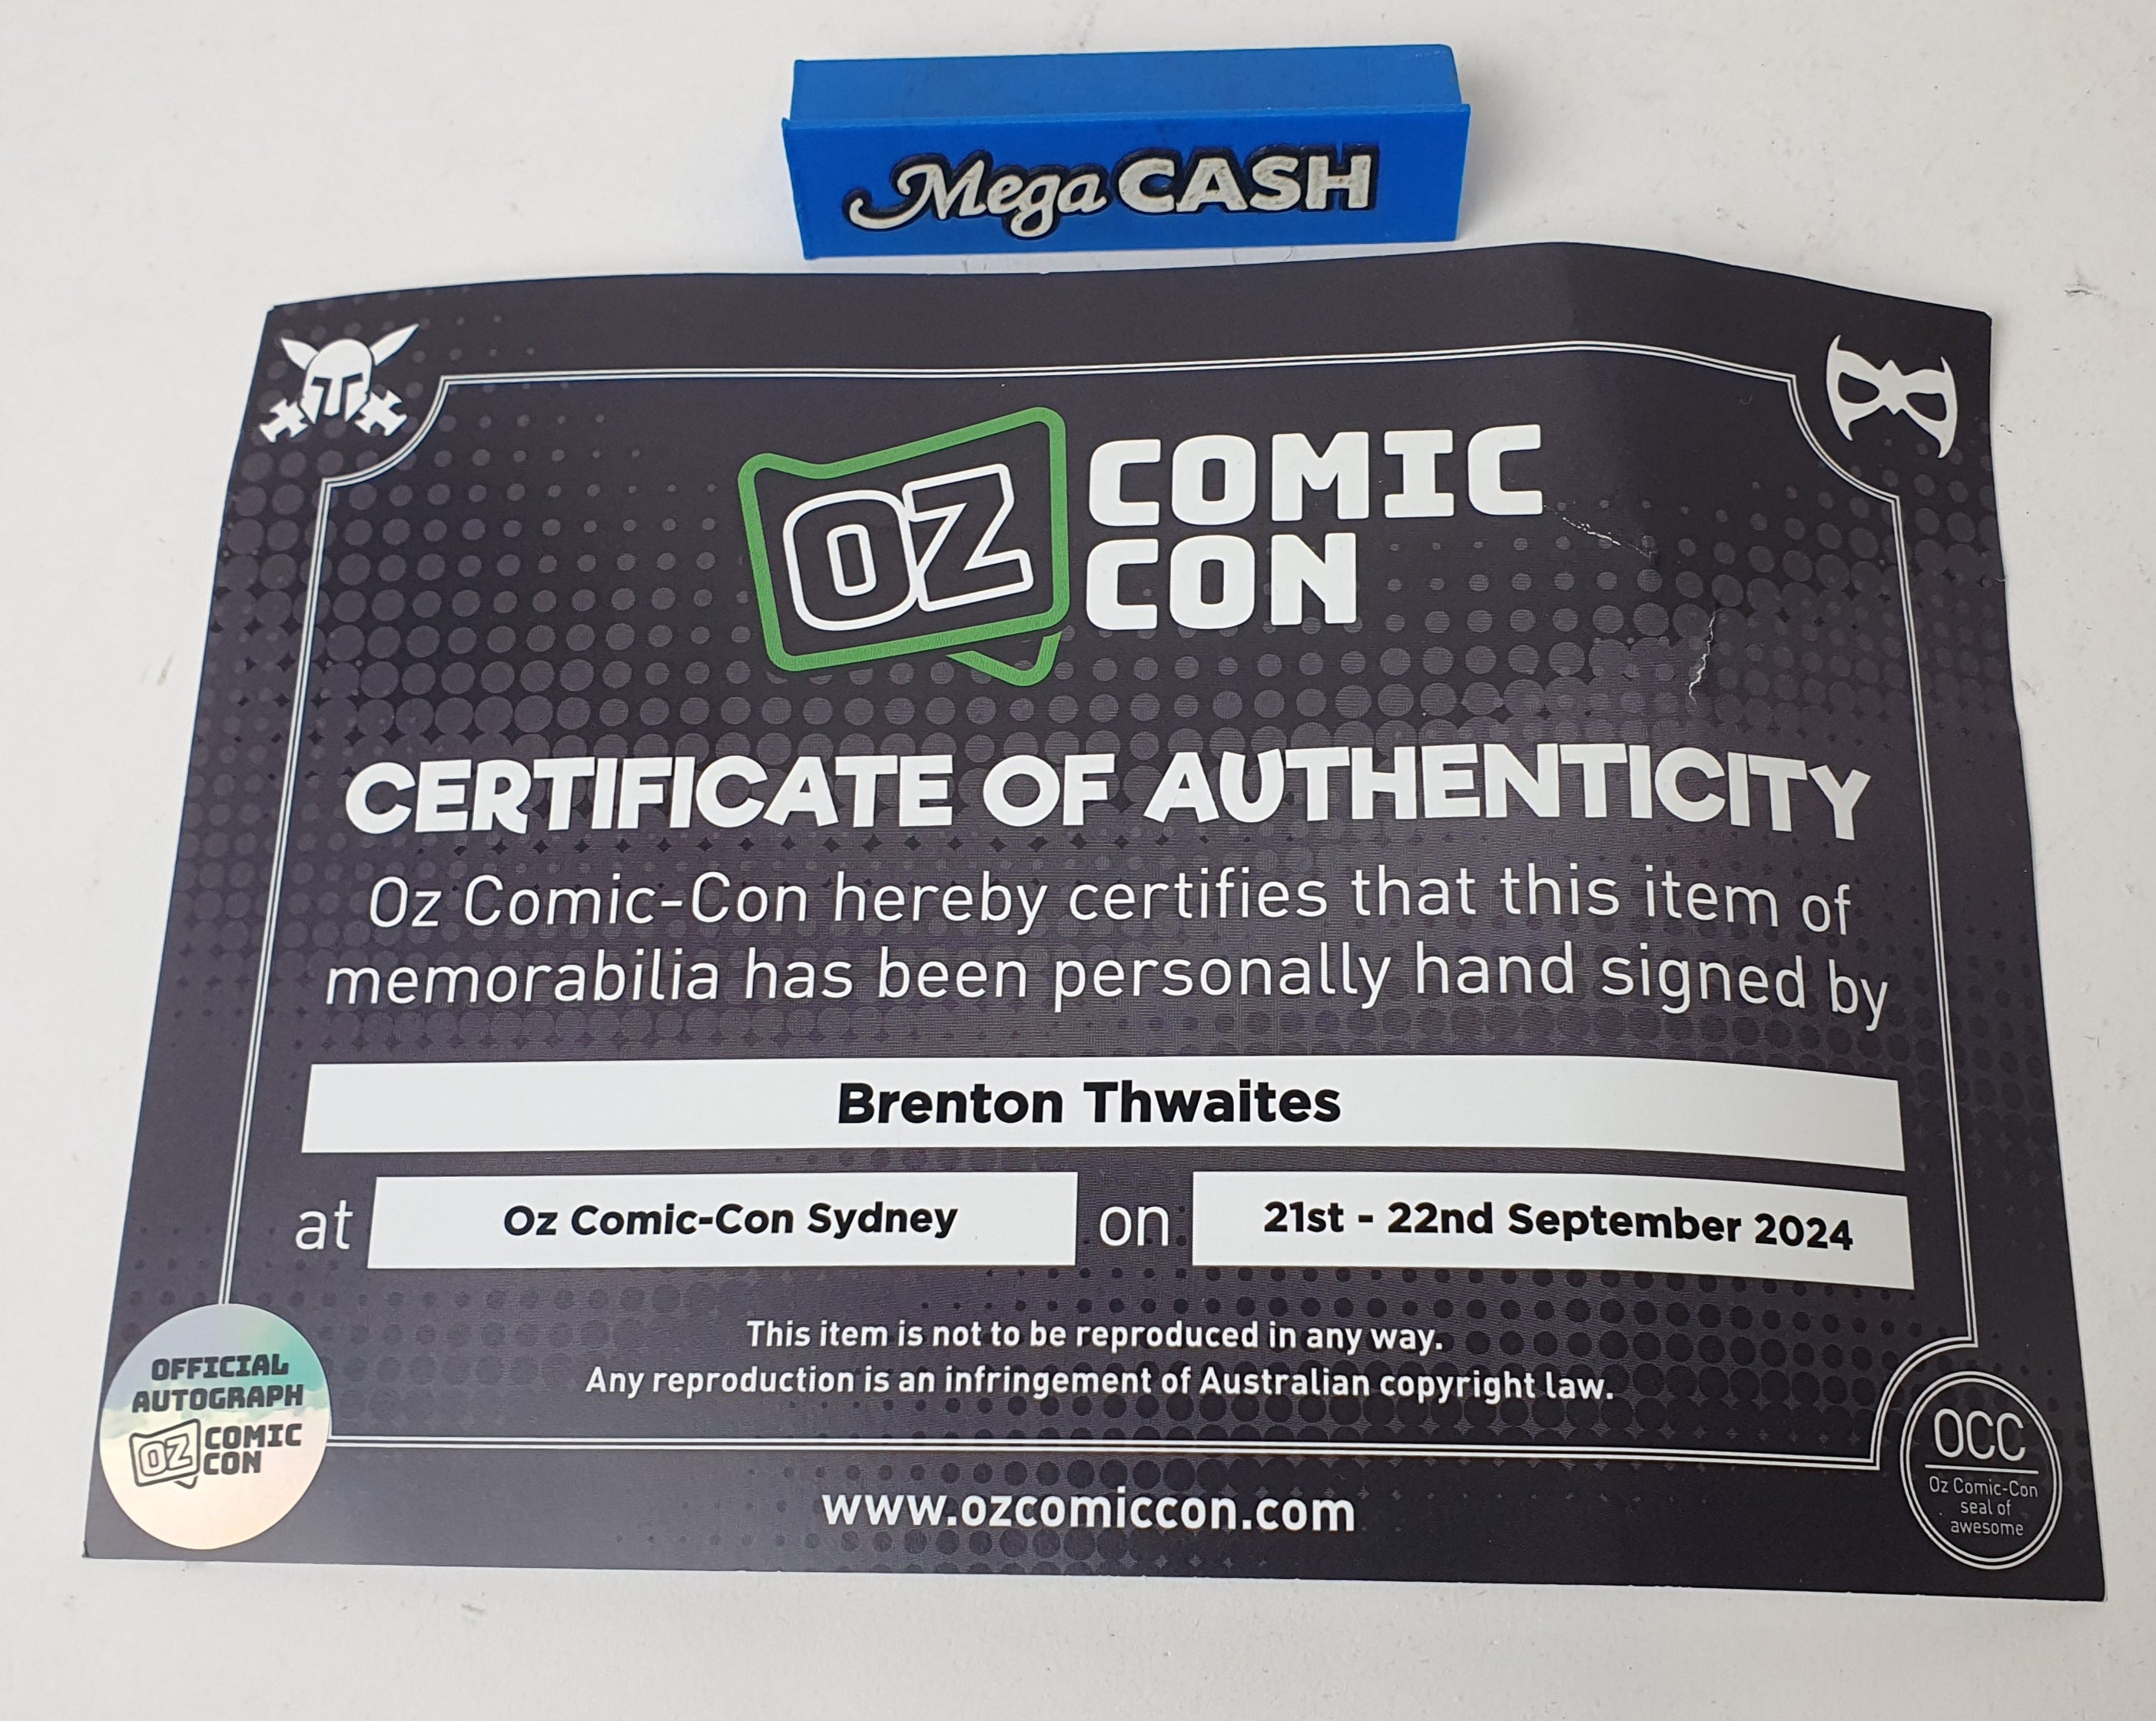 Mega CASH
OZ COMIC
CON
CERTIFICATE OF AUTHENTICITY
Oz Comic-Con hereby certifies that this item of
memorabilia has been personally hand signed by
Brenton Thwaites
at Oz Comic-Con Sydney on 21st - 22nd September 2024
This item is not to be reproduced in any way.
Any reproduction is an infringement of Australian copyright law.
OFFICIAL
AUTOGRAPH
OZ COMIC
CON
www.ozcomiccon.com
OCC
Oz Comic-Con
seal of
awesome